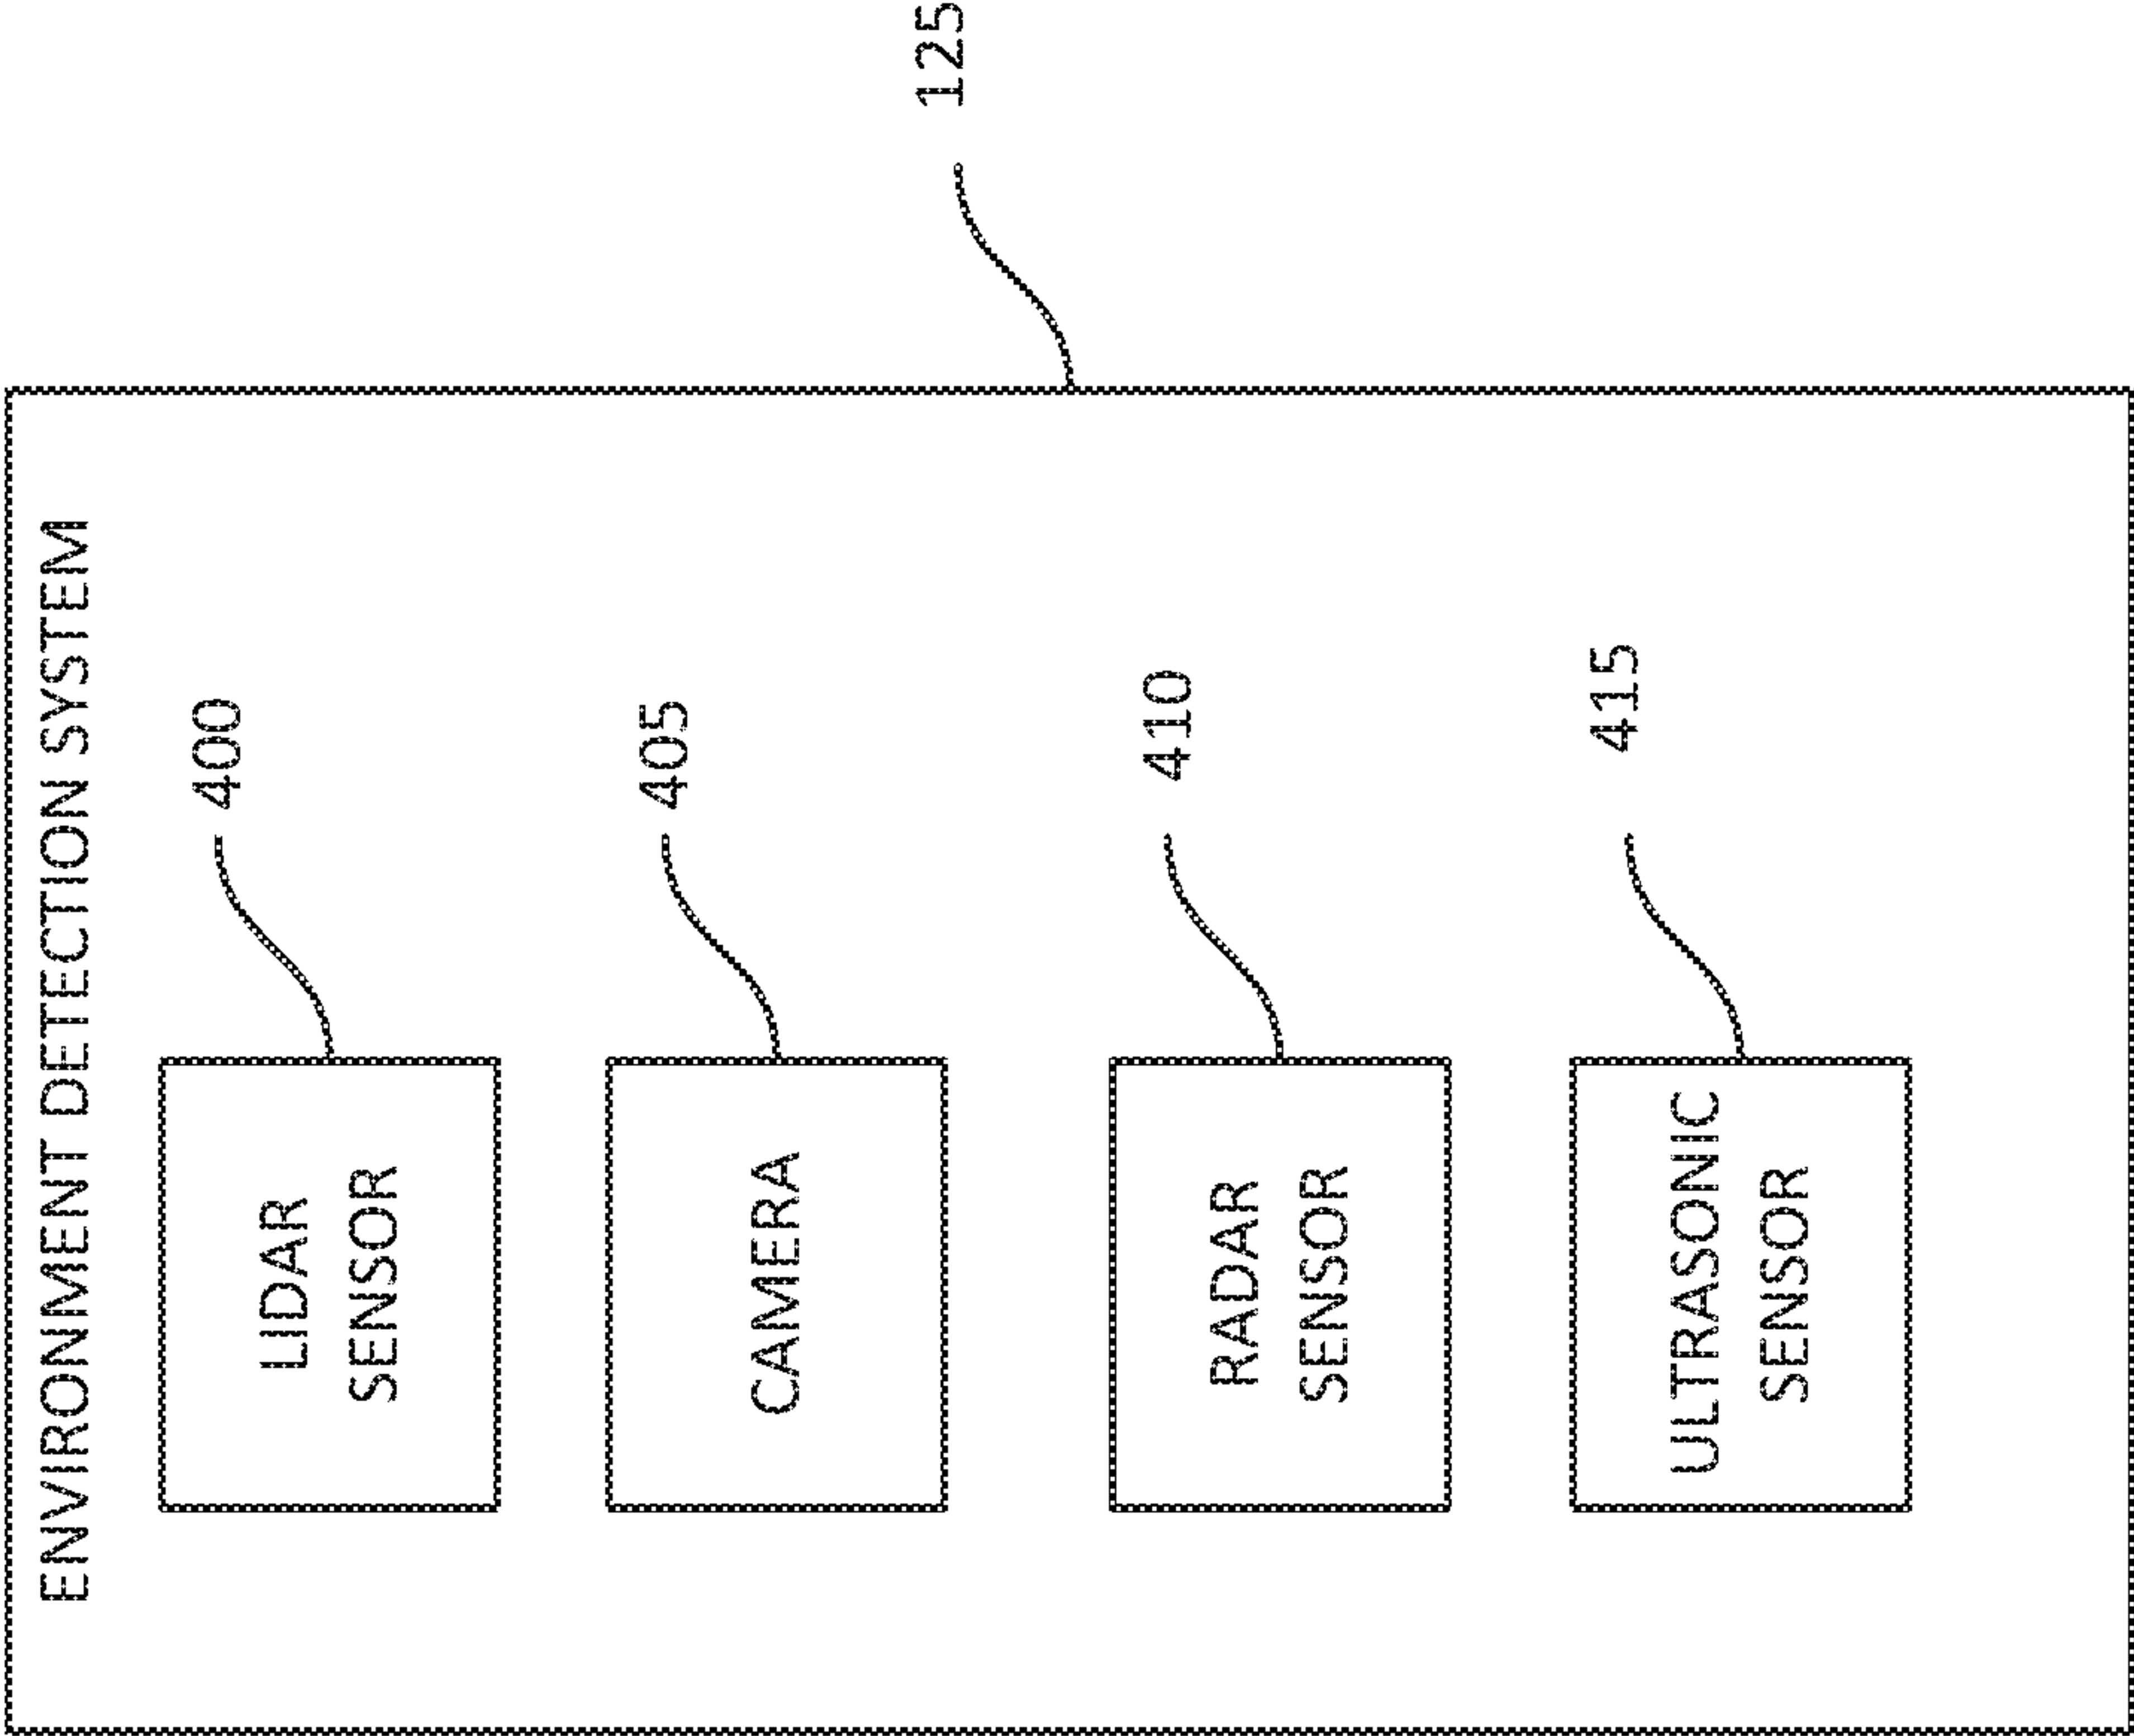 ENVIRONMENT DETECTION SYSTEM
LIDAR
SENSOR
400
CAMERA
405
RADAR
SENSOR
410
ULTRASONIC
SENSOR
415
125